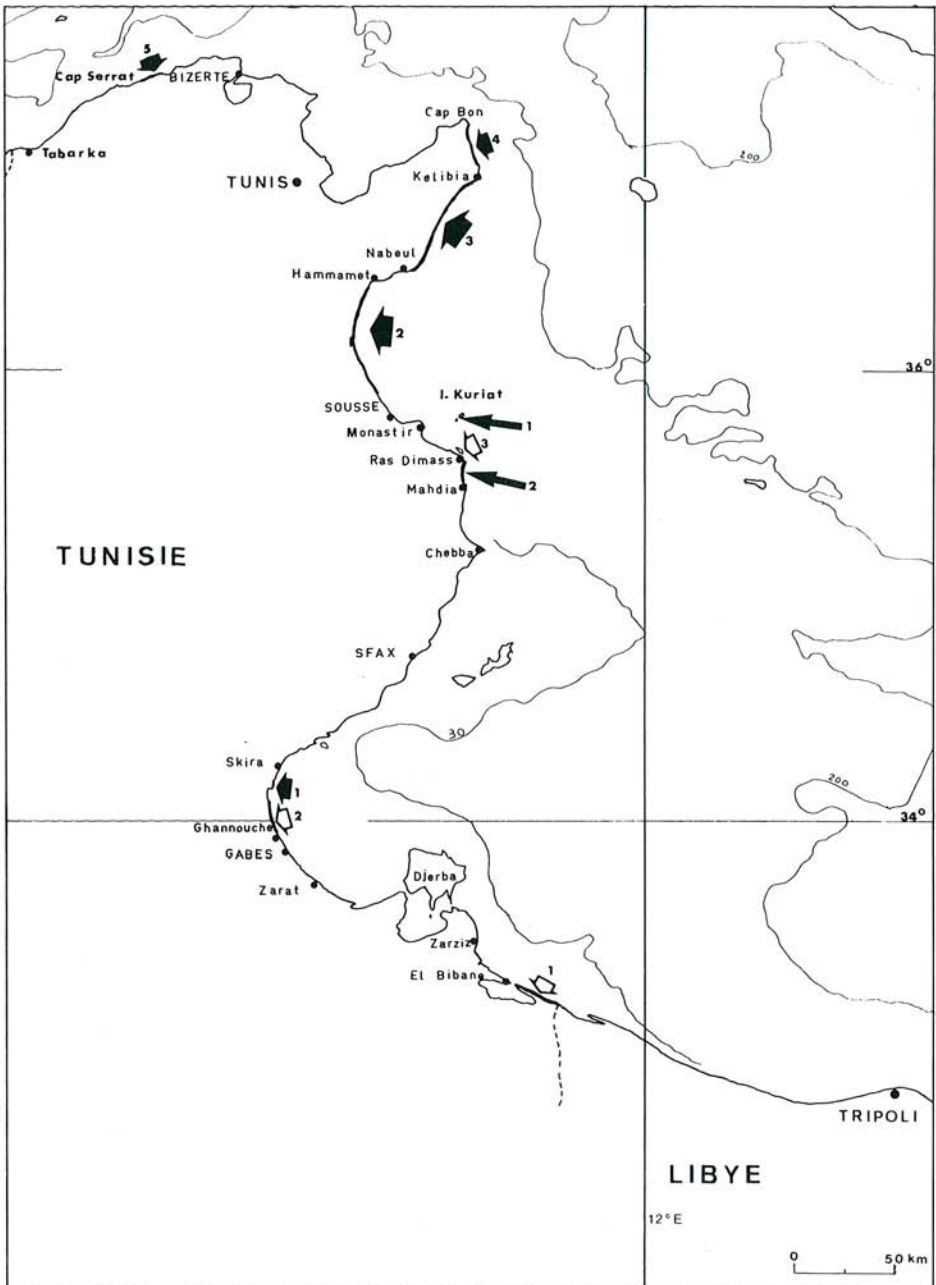 5
Cap Serrat
BIZERTE
Cap Bon
4
200
Tabarka
TUNIS
Kelibia
3
Nabeul
Hammamet
2
36°
I. Kuriat
SOUSSE
1
Monastir
3
Ras Dimass
2
Mahdia
TUNISIE
Chebba
SFAX
30
Skira
200
1
2
34°
Ghannouche
GABES
Djerba
Zarat
Zarziz
1
El Bibane
TRIPOLI
LIBYE
12°E
0 50 km